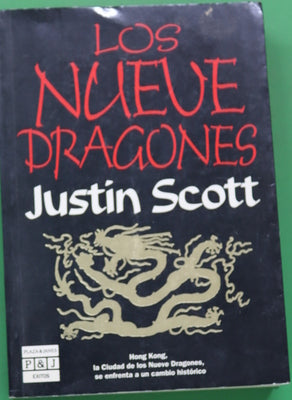 LOS
NUEVE
DRAGONES
Justin Scott
PLAZA & JANES
P & J
EXITOS
Hong Kong,
la Ciudad de los Nueve Dragones,
se enfrenta a un cambio histórico